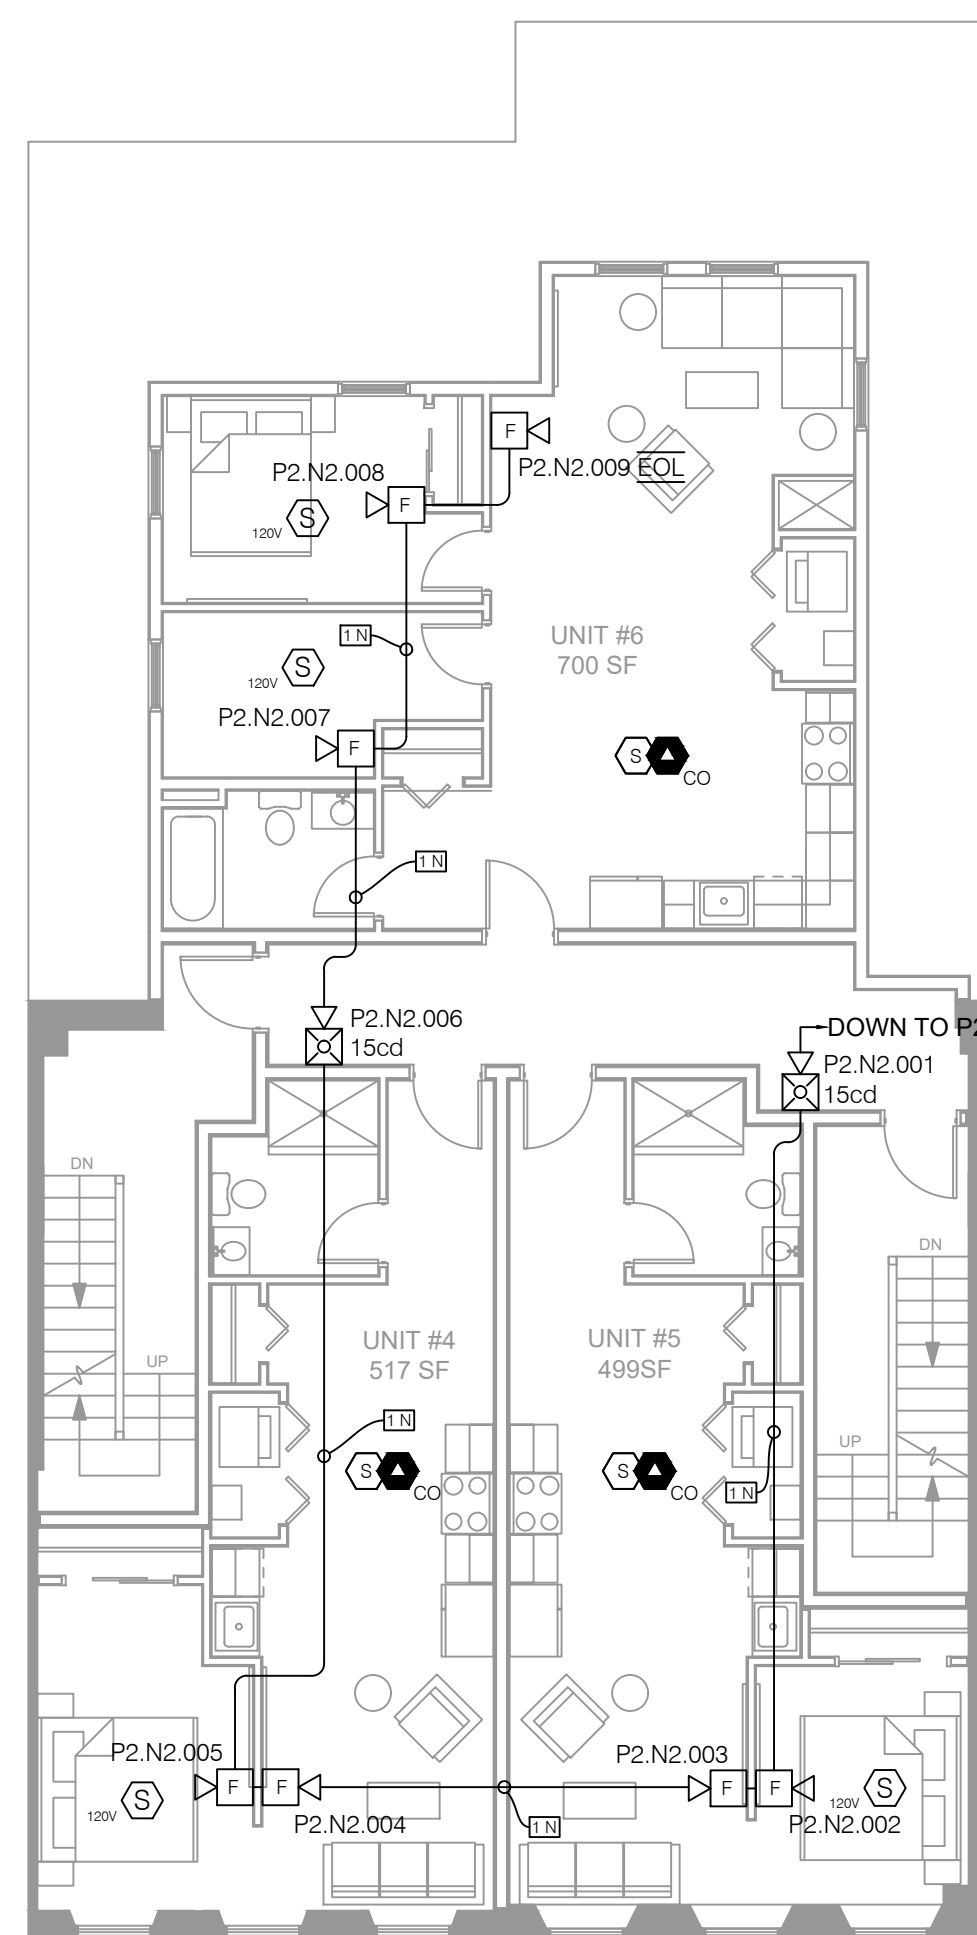 F
P2.N2.008
P2.N2.009 EOL
F
S
120V
1 N
UNIT #6
700 SF
S
120V
P2.N2.007
F
S
CO
1 N
P2.N2.006
15cd
DOWN TO P2
P2.N2.001
15cd
DN
DN
UP
UNIT #4
517 SF
UNIT #5
499SF
1 N
UP
S
CO
S
CO
1 N
P2.N2.005
P2.N2.003
F
F
F
F
S
120V
S
120V
P2.N2.004
1 N
P2.N2.002